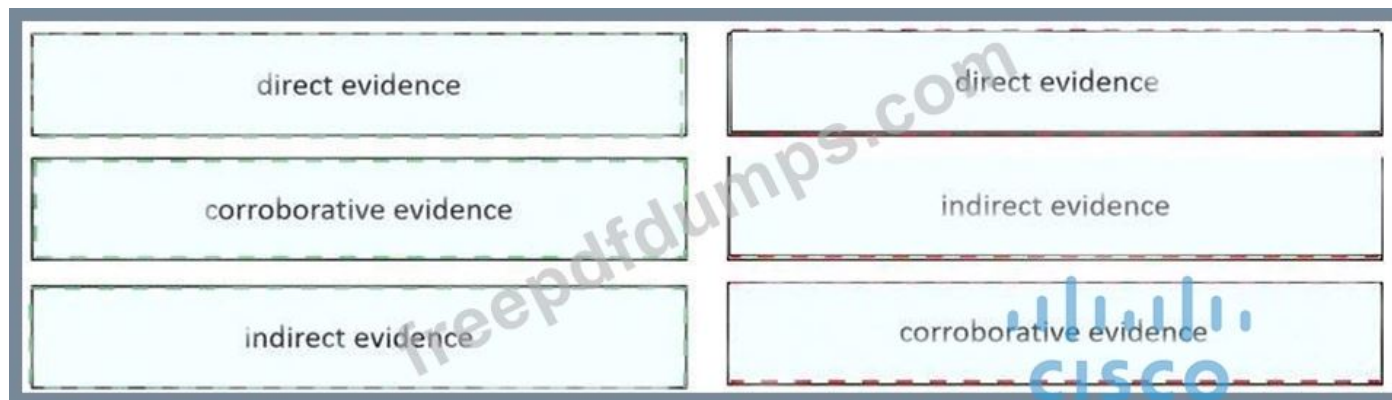 direct evidence
direct evidence
corroborative evidence
indirect evidence
indirect evidence
corroborative evidence
freepdfdumps.com
CISCO